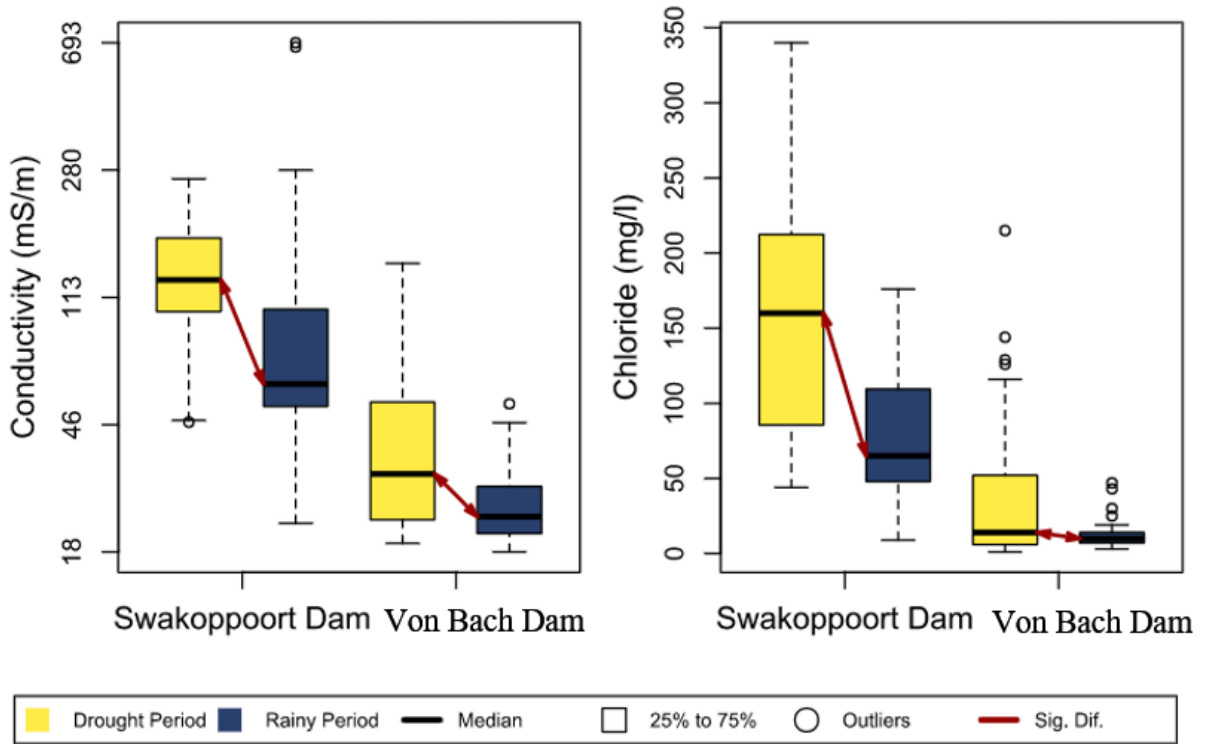 Conductivity (mS/m)
693
280
113
46
18
Swakoppoort Dam Von Bach Dam
Chloride (mg/l)
350
300
250
200
150
100
50
0
Swakoppoort Dam Von Bach Dam
Drought Period Rainy Period Median 25% to 75% Outliers Sig. Dif.